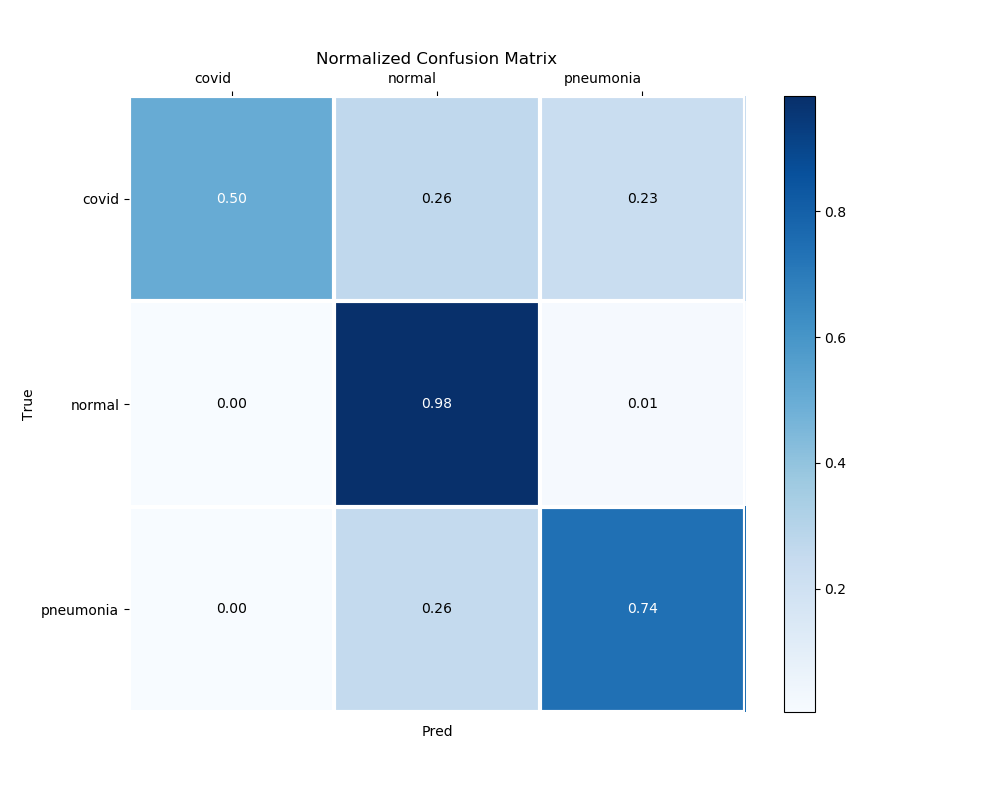 Normalized Confusion Matrix
covid normal pneumonia
covid 0.50 0.26 0.23 0.8
0.6
True normal 0.00 0.98 0.01
0.4
pneumonia 0.00 0.26 0.74 0.2
Pred